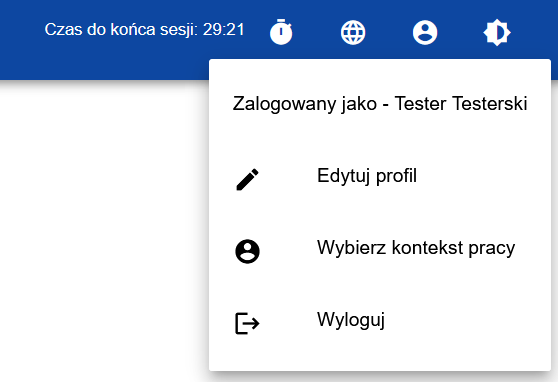 Czas do końca sesji: 29:21
Zalogowany jako - Tester Testerski
Edytuj profil
Wybierz kontekst pracy
Wyloguj